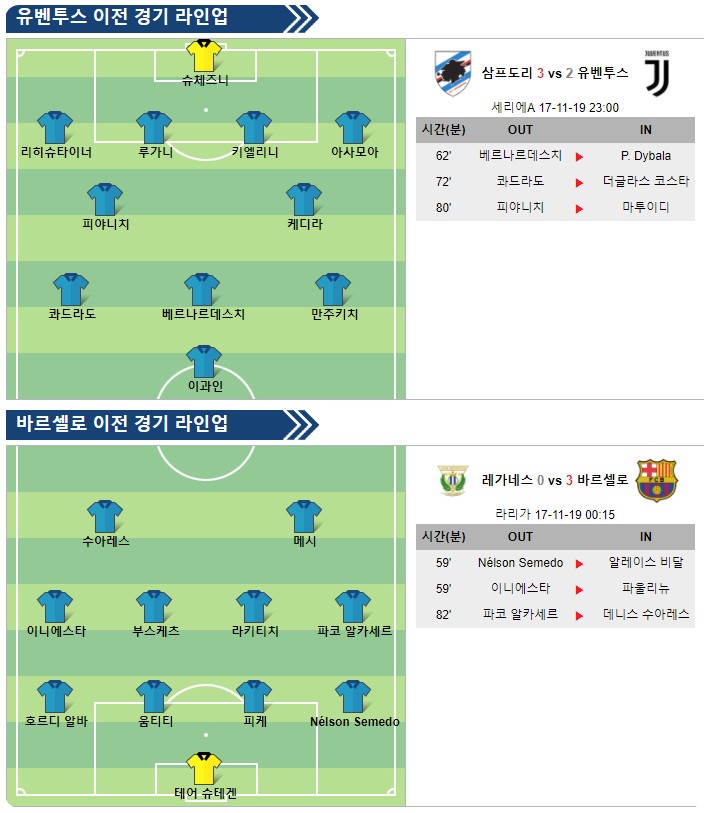 유벤투스 이전 경기 라인업
슈체즈니
리히슈타이너 루가니 키엘리니 아사모아
피야니치 케디라
콰드라도 베르나르데스치 만주키치
이과인
JUVENTUS
삼프도리 3 vs 2 유벤투스
세리에A 17-11-19 23:00
시간(분) OUT IN
62' 베르나르데스치 P. Dybala
72' 콰드라도 더글라스 코스타
80' 피야니치 마투이디
바르셀로 이전 경기 라인업
수아레스 메시
이니에스타 부스케츠 라키티치 파코 알카세르
호르디 알바 움티티 피케 Nélson Semedo
테어 슈테겐
FCB
레가네스 0 vs 3 바르셀로
라리가 17-11-19 00:15
시간(분) OUT IN
59' Nélson Semedo 알레이스 비달
59' 이니에스타 파울리뉴
82' 파코 알카세르 데니스 수아레스